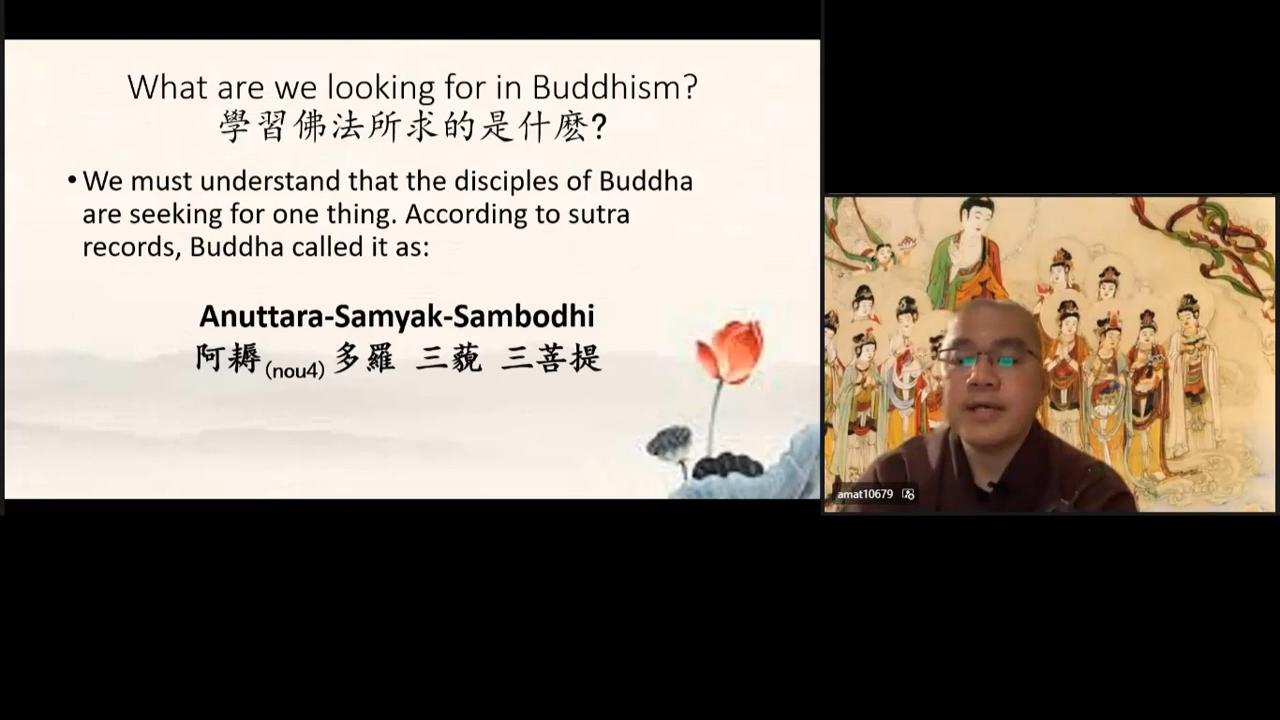 What are we looking for in Buddhism?
學習佛法所求的是什麽?
• We must understand that the disciples of Buddha
are seeking for one thing. According to sutra
records, Buddha called it as:
Anuttara-Samyak-Sambodhi
阿耨(nou4)多羅 三藐 三菩提
amat10679